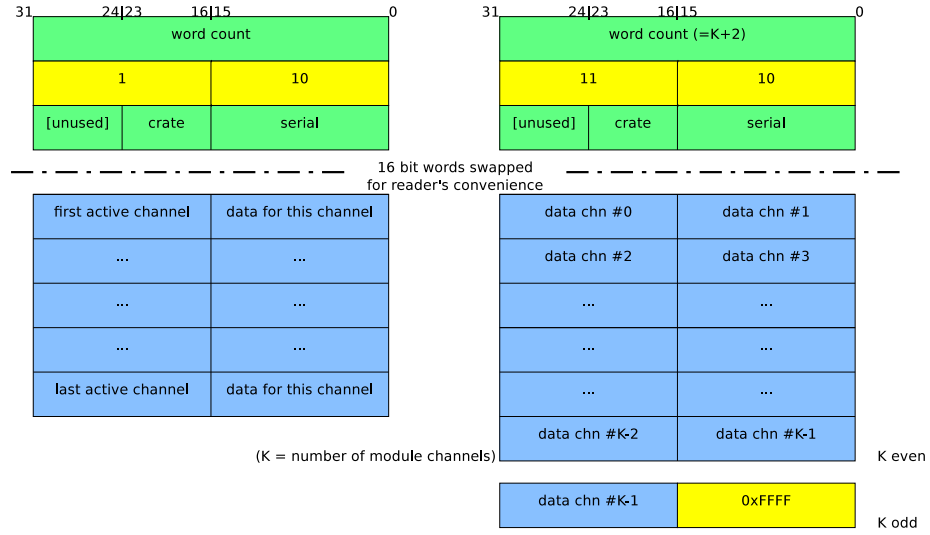 31 24 23 16 15 0
word count
1 10
[unused] crate serial
31 24 23 16 15 0
word count (=K+2)
11 10
[unused] crate serial
16 bit words swapped
for reader's convenience
first active channel data for this channel
... ...
... ...
... ...
last active channel data for this channel
data chn #0 data chn #1
data chn #2 data chn #3
... ...
... ...
... ...
data chn #K-2 data chn #K-1
(K = number of module channels)
K even
data chn #K-1 0xFFFF
K odd